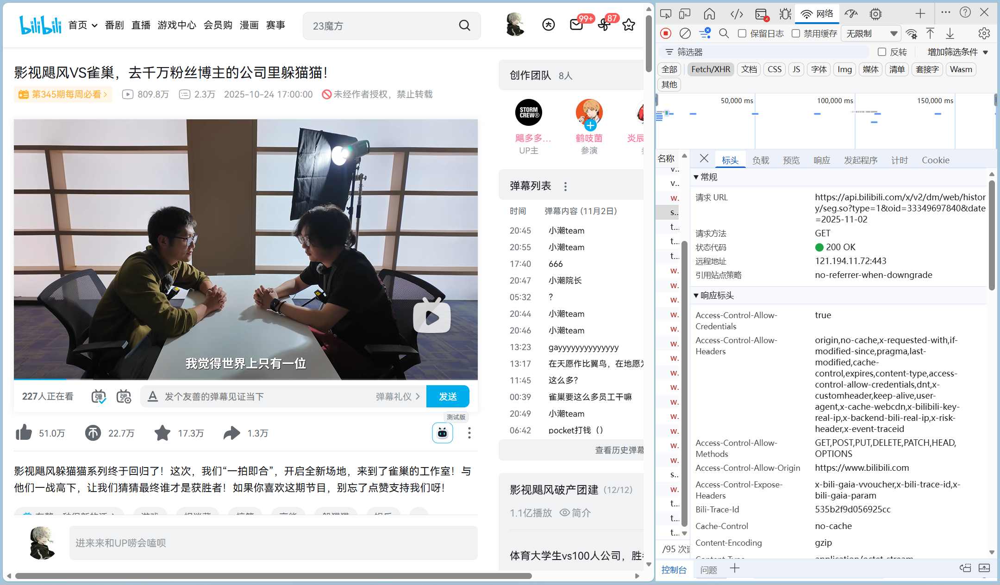 bilibili 首页 番剧 直播 游戏中心 会员购 漫画 赛事
23魔方
99+
87
影视飓风VS雀巢，去千万粉丝博主的公司里躲猫猫！
第345期每周必看 809.8万 2.3万 2025-10-24 17:00:00 未经作者授权，禁止转载
我觉得世界上只有一位
227人正在看
发个友善的弹幕见证当下
弹幕礼仪
发送
51.0万 22.7万 17.3万 1.3万
测试版
影视飓风躲猫猫系列终于回归了！这次，我们“一拍即合”，开启全新场地，来到了雀巢的工作室！与
他们一战高下，让我们猜猜最终谁才是获胜者！如果你喜欢这期节目，别忘了点赞支持我们呀！
进来来和UP唠会嗑呗
创作团队 8人
STORM
CREW®
飓多多... 鹤吱菌 炎辰
UP主 参演
弹幕列表
时间 弹幕内容 (11月2日)
20:45 小潮team
20:55 小潮team
17:40 666
20:47 小潮院长
05:32 ?
20:44 小潮team
20:46 小潮team
13:23 gayyyyyyyyyyyyyy
13:17 在天愿作比翼鸟，在地愿
11:45 这么多？
00:39 雀巢要这么多员工干嘛
20:49 小潮team
06:42 pocket打钱（）
查看历史弹幕
影视飓风破产团建 (12/12)
1.1亿播放 简介
体育大学生vs100人公司，胜
网络
保留日志 禁用缓存 无限制
筛选器 反转 增加筛选条件
全部 Fetch/XHR 文档 CSS JS 字体 Img 媒体 清单 套接字 Wasm
其他
50,000 ms 100,000 ms 150,000 ms
名称
v...
w.
s...
t...
t...
t...
w.
w.
w.
w.
w.
w.
w.
w.
w.
w.
w.
w.
w.
w.
s...
w.
t...
t...
t...
/95 次
标头 负载 预览 响应 发起程序 计时 Cookie
常规
请求 URL
https://api.bilibili.com/x/v2/dm/web/histor
y/seg.so?type=1&oid=33349697840&date
=2025-11-02
请求方法 GET
状态代码 200 OK
远程地址 121.194.11.72:443
引用站点策略 no-referrer-when-downgrade
响应标头
Access-Control-Allow-
Credentials
true
Access-Control-Allow-
Headers
origin,no-cache,x-requested-with,if-
modified-since,pragma,last-
modified,cache-
control,expires,content-type,access-
control-allow-credentials,dnt,x-
customheader,keep-alive,user-
agent,x-cache-webcdn,x-bilibili-key-
real-ip,x-backend-bili-real-ip,x-risk-
header,x-event-traceid
Access-Control-Allow-
Methods
GET,POST,PUT,DELETE,PATCH,HEAD,
OPTIONS
Access-Control-Allow-Origin https://www.bilibili.com
Access-Control-Expose-
Headers
x-bili-gaia-vvoucher,x-bili-trace-id,x-
bili-gaia-param
Bili-Trace-Id 535b2f9d056925cc
Cache-Control no-cache
Content-Encoding gzip
Content-Type application/octet-stream
控制台 问题